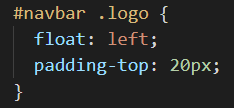 #navbar .logo {
  float: left;
  padding-top: 20px;
}